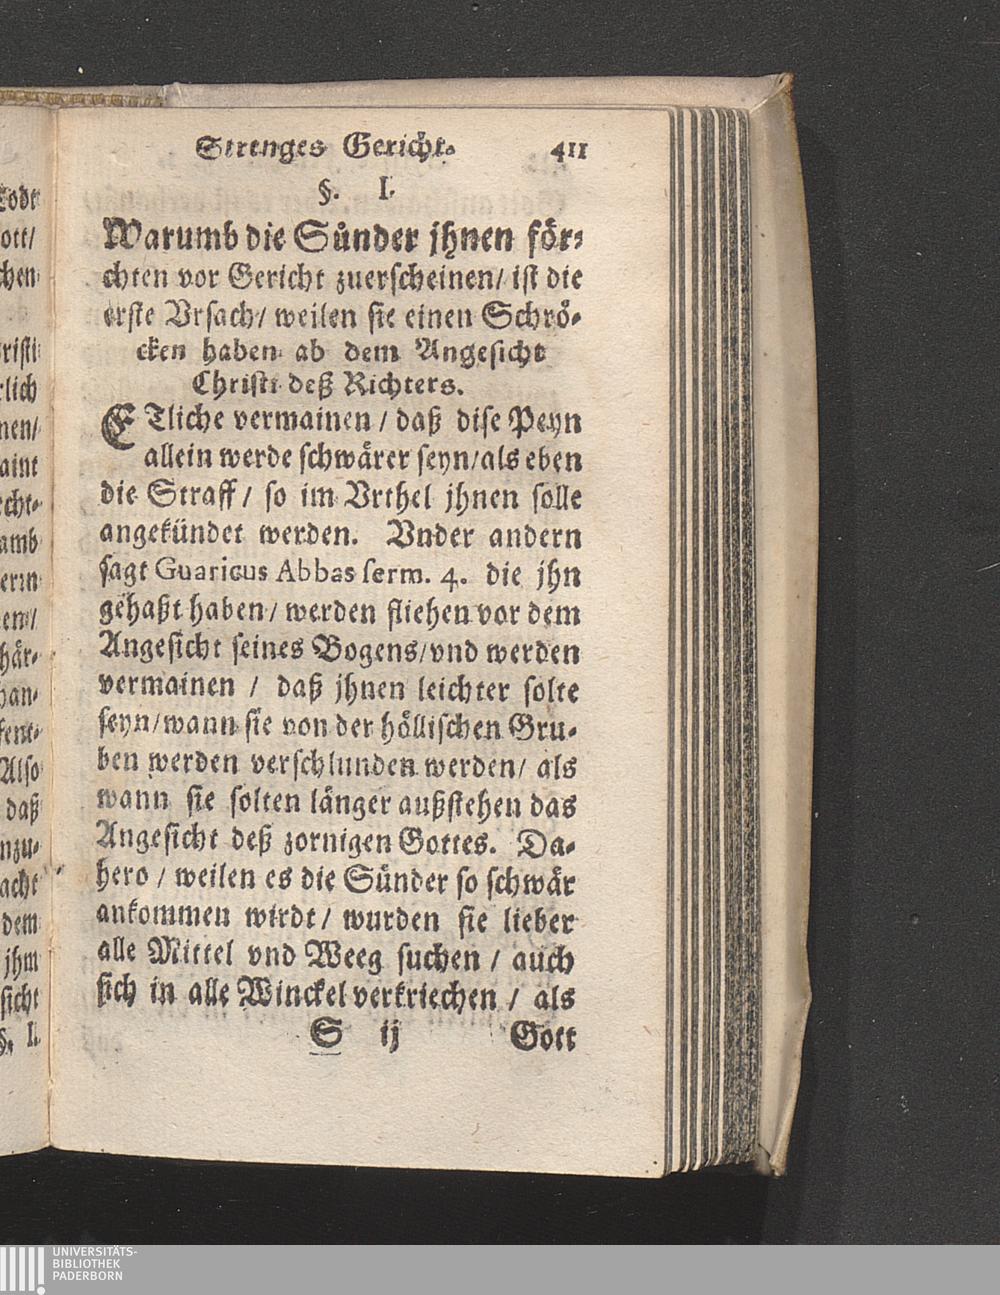 Strenges Gericht. 411
§. I.
Warumb die Sünder jhnen för-
chten vor Gericht zuerscheinen/ ist die
erste Vrsach/ weilen sie einen Schrö-
cken haben ab dem Angesicht
Christi deß Richters.
ETliche vermainen / daß dise Peyn
allein werde schwärer seyn/als eben
die Straff / so im Vrthel jhnen solle
angekündet werden. Vnder andern
sagt Guaricus Abbas serm. 4. die jhn
gehaßt haben/ werden fliehen vor dem
Angesicht seines Bogens/vnd werden
vermainen / daß jhnen leichter solte
seyn/wann sie von der höllischen Gru-
ben werden verschlunden werden/ als
wann sie solten länger außstehen das
Angesicht deß zornigen Gottes. Da-
hero / weilen es die Sünder so schwär
ankommen wirdt/ wurden sie lieber
alle Mittel vnd Weeg suchen / auch
sich in alle Winckel verkriechen / als
S ij Gott
UNIVERSITÄTS-
BIBLIOTHEK
PADERBORN